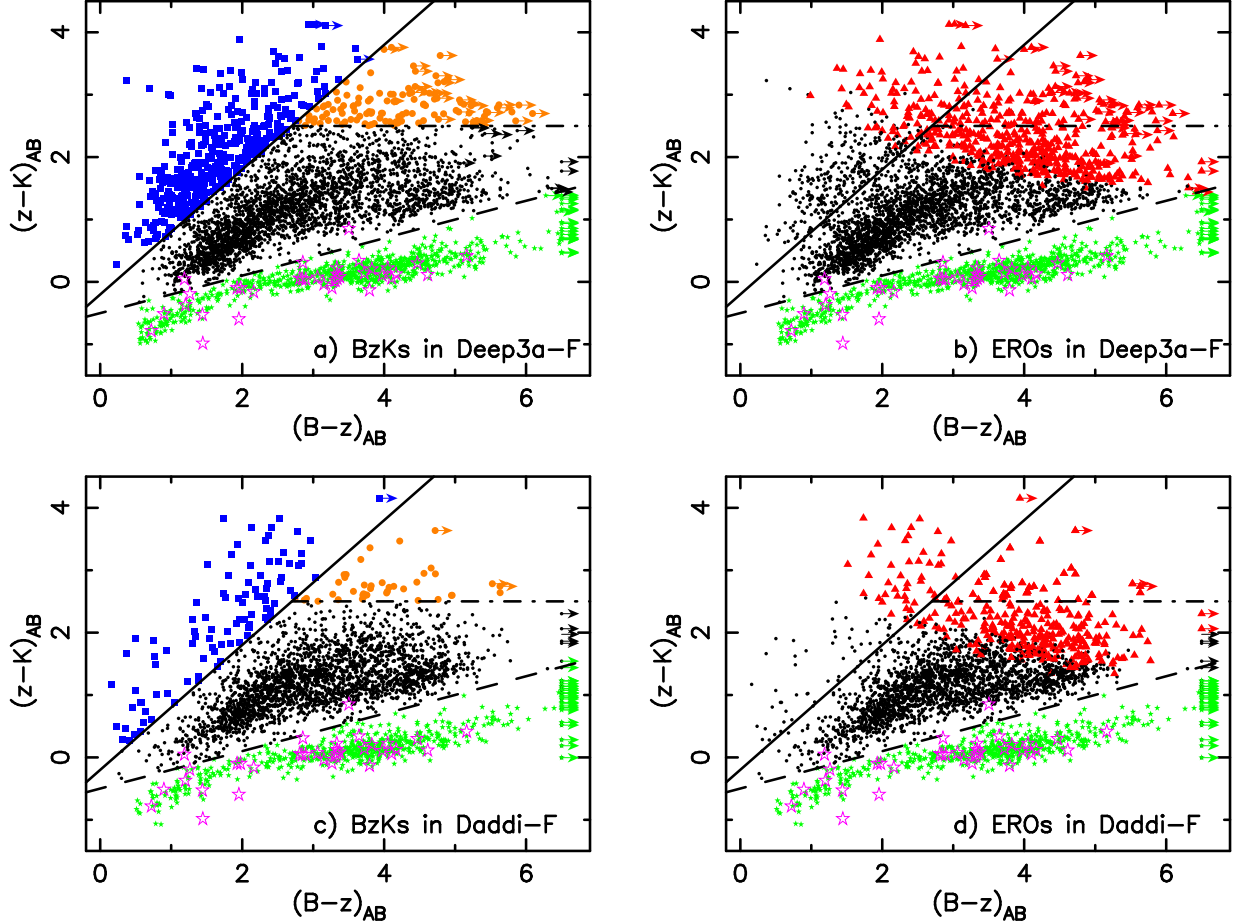 4
2
0
(z−K)AB
a) BzKs in Deep3a−F
0 2 4 6
(B−z)AB
4
2
0
(z−K)AB
b) EROs in Deep3a−F
0 2 4 6
(B−z)AB
4
2
0
(z−K)AB
c) BzKs in Daddi−F
0 2 4 6
(B−z)AB
4
2
0
(z−K)AB
d) EROs in Daddi−F
0 2 4 6
(B−z)AB